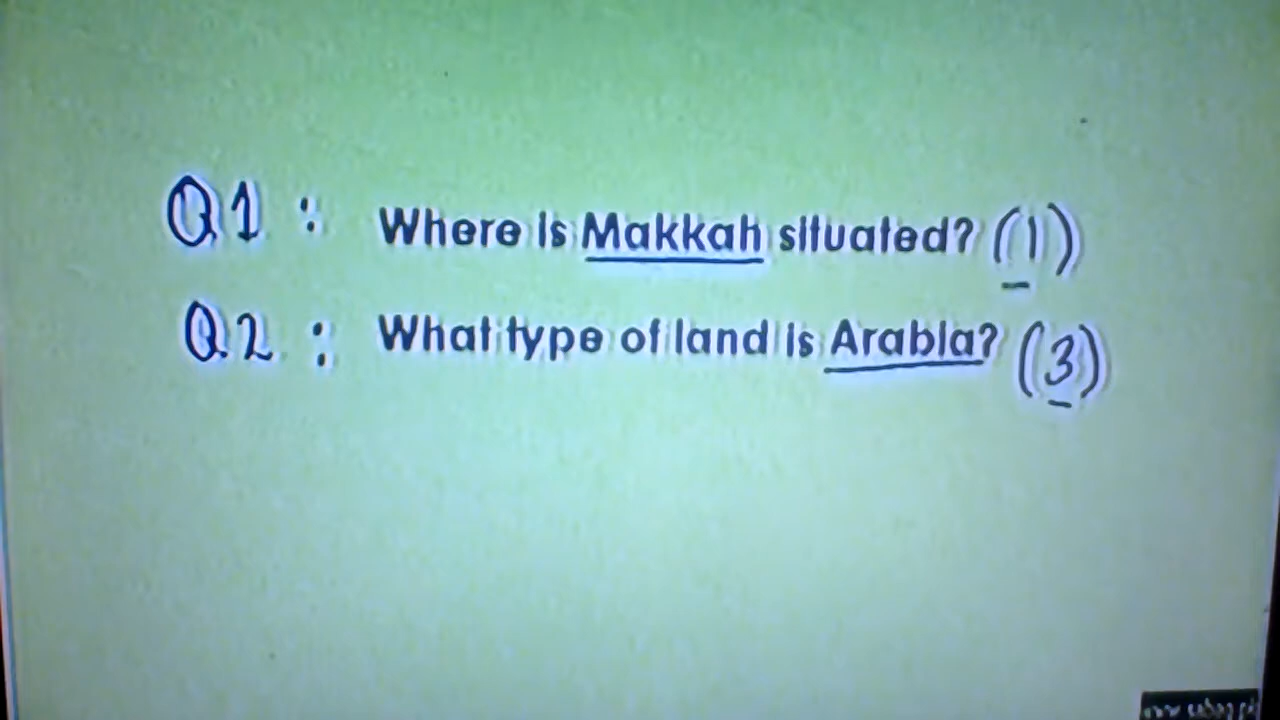 Q1 : Where is Makkah situated? (1)
Q2 : What type of land is Arabia? (3)